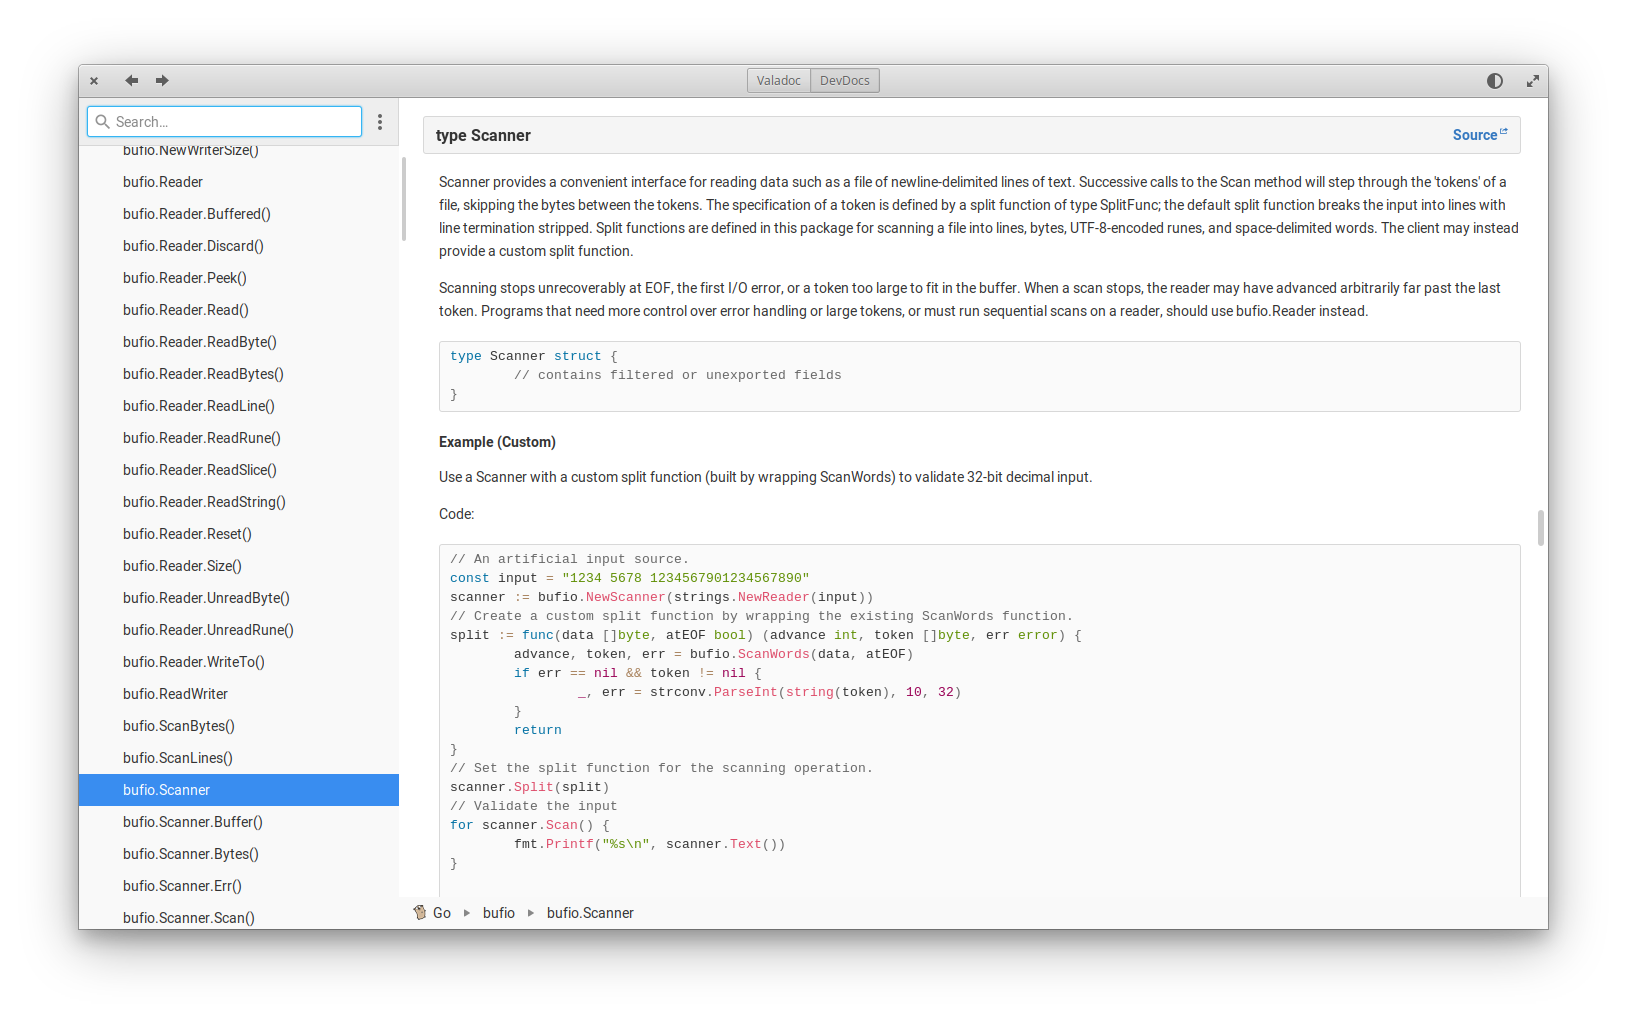 Valadoc DevDocs
Search...
bufio.NewWriterSize()
bufio.Reader
bufio.Reader.Buffered()
bufio.Reader.Discard()
bufio.Reader.Peek()
bufio.Reader.Read()
bufio.Reader.ReadByte()
bufio.Reader.ReadBytes()
bufio.Reader.ReadLine()
bufio.Reader.ReadRune()
bufio.Reader.ReadSlice()
bufio.Reader.ReadString()
bufio.Reader.Reset()
bufio.Reader.Size()
bufio.Reader.UnreadByte()
bufio.Reader.UnreadRune()
bufio.Reader.WriteTo()
bufio.ReadWriter
bufio.ScanBytes()
bufio.ScanLines()
bufio.Scanner
bufio.Scanner.Buffer()
bufio.Scanner.Bytes()
bufio.Scanner.Err()
bufio.Scanner.Scan()
type Scanner Source
Scanner provides a convenient interface for reading data such as a file of newline-delimited lines of text. Successive calls to the Scan method will step through the 'tokens' of a
file, skipping the bytes between the tokens. The specification of a token is defined by a split function of type SplitFunc; the default split function breaks the input into lines with
line termination stripped. Split functions are defined in this package for scanning a file into lines, bytes, UTF-8-encoded runes, and space-delimited words. The client may instead
provide a custom split function.
Scanning stops unrecoverably at EOF, the first I/O error, or a token too large to fit in the buffer. When a scan stops, the reader may have advanced arbitrarily far past the last
token. Programs that need more control over error handling or large tokens, or must run sequential scans on a reader, should use bufio.Reader instead.
type Scanner struct {
// contains filtered or unexported fields
}
Example (Custom)
Use a Scanner with a custom split function (built by wrapping ScanWords) to validate 32-bit decimal input.
Code:
// An artificial input source.
const input = "1234 5678 1234567901234567890"
scanner := bufio.NewScanner(strings.NewReader(input))
// Create a custom split function by wrapping the existing ScanWords function.
split := func(data []byte, atEOF bool) (advance int, token []byte, err error) {
advance, token, err = bufio.ScanWords(data, atEOF)
if err == nil && token != nil {
_, err = strconv.ParseInt(string(token), 10, 32)
}
return
}
// Set the split function for the scanning operation.
scanner.Split(split)
// Validate the input
for scanner.Scan() {
fmt.Printf("%s\n", scanner.Text())
}
Go bufio bufio.Scanner